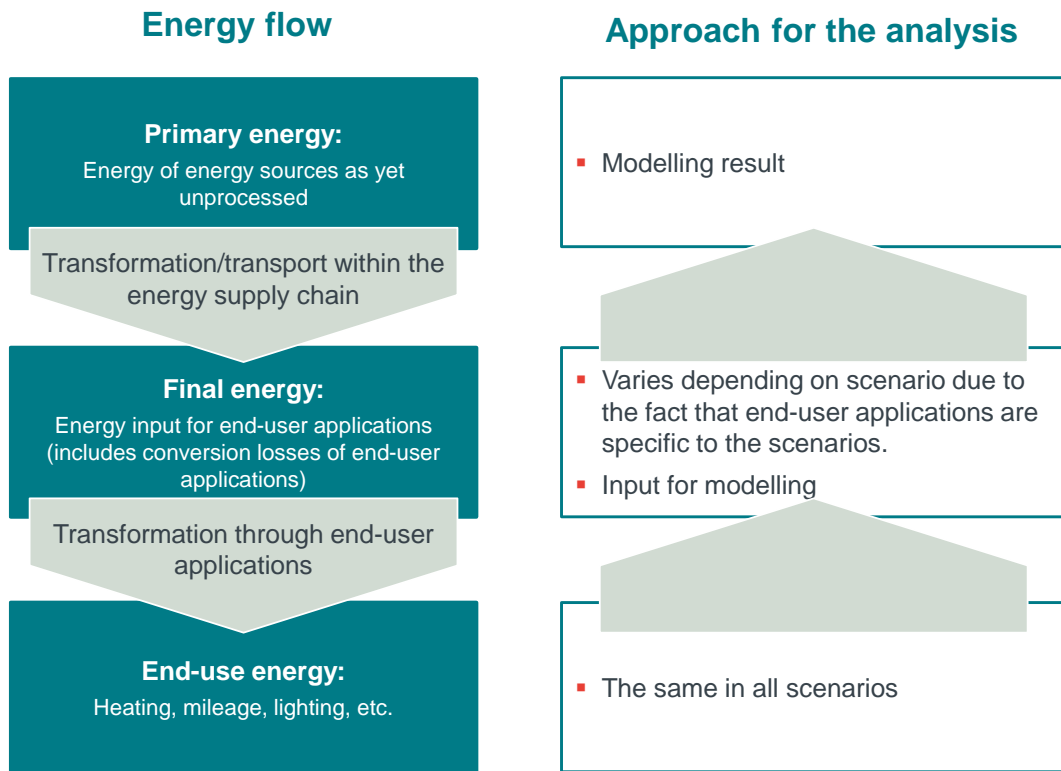 Energy flow
Primary energy:
Energy of energy sources as yet
unprocessed
Transformation/transport within the
energy supply chain
Final energy:
Energy input for end-user applications
(includes conversion losses of end-user
applications)
Transformation through end-user
applications
End-use energy:
Heating, mileage, lighting, etc.
Approach for the analysis
▪ Modelling result
▪ Varies depending on scenario due to
the fact that end-user applications are
specific to the scenarios.
▪ Input for modelling
▪ The same in all scenarios